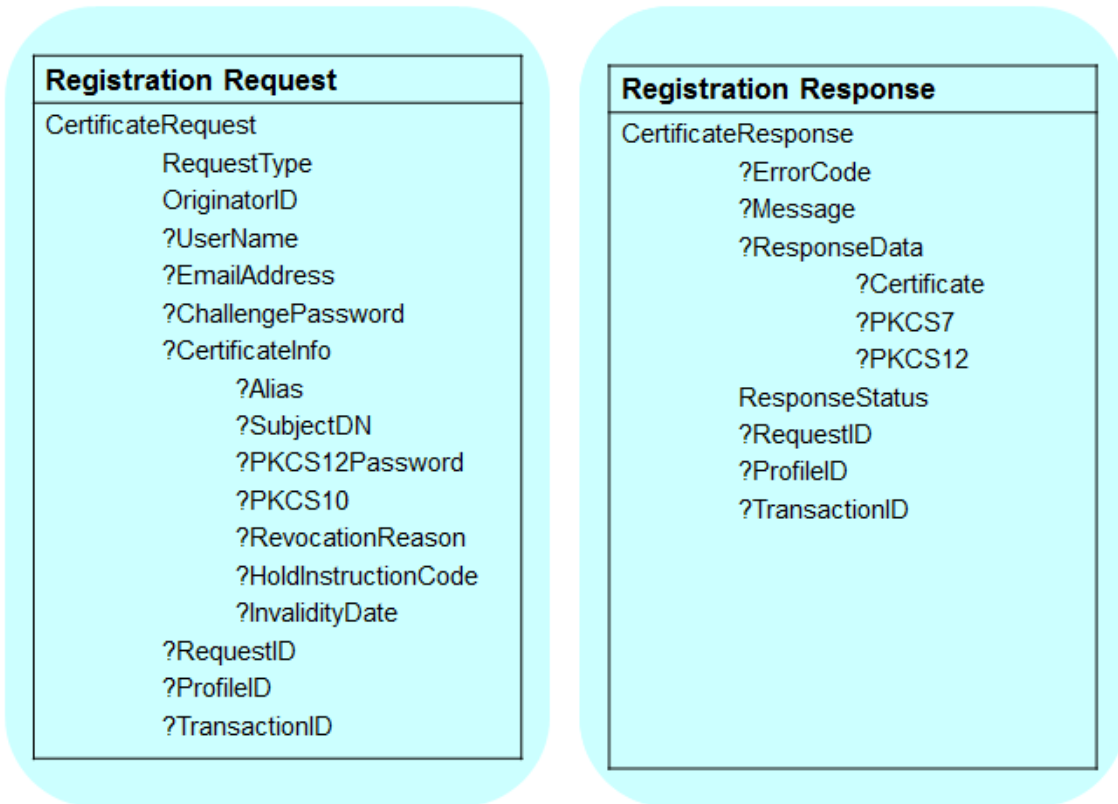 Registration Request
CertificateRequest
RequestType
OriginatorID
?UserName
?EmailAddress
?ChallengePassword
?CertificateInfo
?Alias
?SubjectDN
?PKCS12Password
?PKCS10
?RevocationReason
?HoldInstructionCode
?InvalidityDate
?RequestID
?ProfileID
?TransactionID
Registration Response
CertificateResponse
?ErrorCode
?Message
?ResponseData
?Certificate
?PKCS7
?PKCS12
ResponseStatus
?RequestID
?ProfileID
?TransactionID